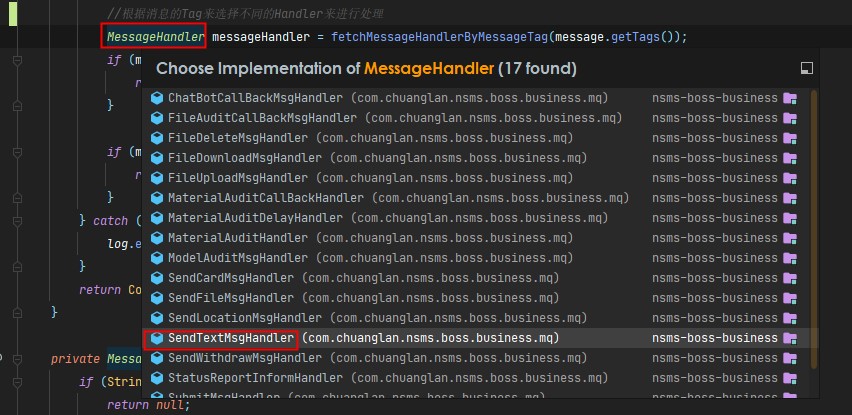 //根据消息的Tag来选择不同的Handler来进行处理
MessageHandler messageHandler = fetchMessageHandlerByMessageTag(message.getTags());
if (m
Choose Implementation of MessageHandler (17 found)
r
ChatBotCallBackMsgHandler (com.chuanglan.nsms.boss.business.mq) nsms-boss-business
} FileAuditCallBackMsgHandler (com.chuanglan.nsms.boss.business.mq) nsms-boss-business
FileDeleteMsgHandler (com.chuanglan.nsms.boss.business.mq) nsms-boss-business
if (m FileDownloadMsgHandler (com.chuanglan.nsms.boss.business.mq) nsms-boss-business
r FileUploadMsgHandler (com.chuanglan.nsms.boss.business.mq) nsms-boss-business
} MaterialAuditCallBackHandler (com.chuanglan.nsms.boss.business.mq) nsms-boss-business
} catch ( MaterialAuditDelayHandler (com.chuanglan.nsms.boss.business.mq) nsms-boss-business
log.e MaterialAuditHandler (com.chuanglan.nsms.boss.business.mq) nsms-boss-business
ModelAuditMsgHandler (com.chuanglan.nsms.boss.business.mq) nsms-boss-business
} SendCardMsgHandler (com.chuanglan.nsms.boss.business.mq) nsms-boss-business
return Co SendFileMsgHandler (com.chuanglan.nsms.boss.business.mq) nsms-boss-business
} SendLocationMsgHandler (com.chuanglan.nsms.boss.business.mq) nsms-boss-business
SendTextMsgHandler (com.chuanglan.nsms.boss.business.mq) nsms-boss-business
private Messa SendWithdrawMsgHandler (com.chuanglan.nsms.boss.business.mq) nsms-boss-business
if (Strin StatusReportInformHandler (com.chuanglan.nsms.boss.business.mq) nsms-boss-business
SubmitMsgHandler (com.chuanglan.nsms.boss.business.mq) nsms-boss-business
return null;